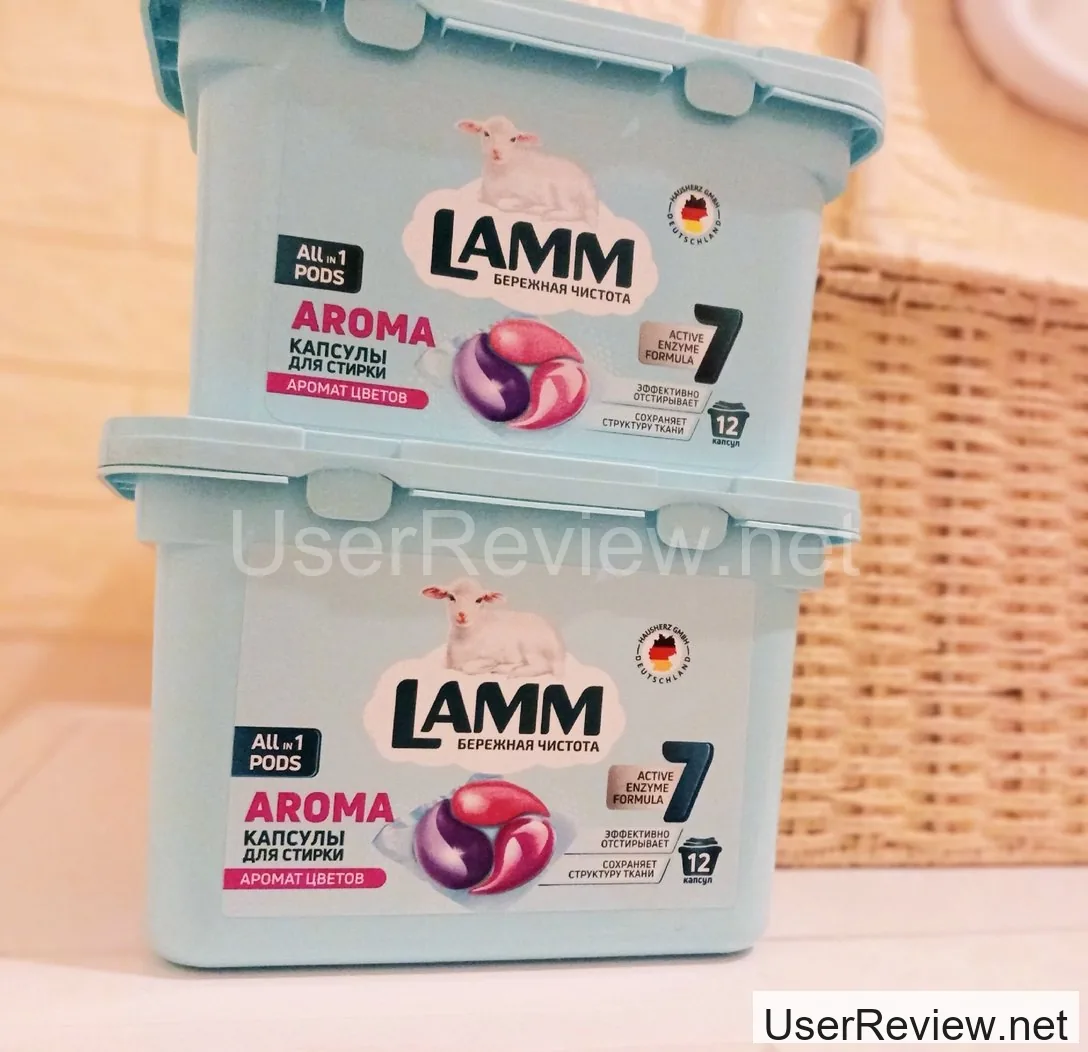 HAUSHERZ GMBH
DEUTSCHLAND
LAMM
БЕРЕЖНАЯ ЧИСТОТА
All IN 1
PODS
AROMA
КАПСУЛЫ
ДЛЯ СТИРКИ
АРОМАТ ЦВЕТОВ
7
ACTIVE
ENZYME
FORMULA
ЭФФЕКТИВНО
ОТСТИРЫВАЕТ
СОХРАНЯЕТ
СТРУКТУРУ ТКАНИ
12
капсул
UserReview.net
HAUSHERZ GMBH
DEUTSCHLAND
LAMM
БЕРЕЖНАЯ ЧИСТОТА
All IN 1
PODS
AROMA
КАПСУЛЫ
ДЛЯ СТИРКИ
АРОМАТ ЦВЕТОВ
7
ACTIVE
ENZYME
FORMULA
ЭФФЕКТИВНО
ОТСТИРЫВАЕТ
СОХРАНЯЕТ
СТРУКТУРУ ТКАНИ
12
капсул
UserReview.net